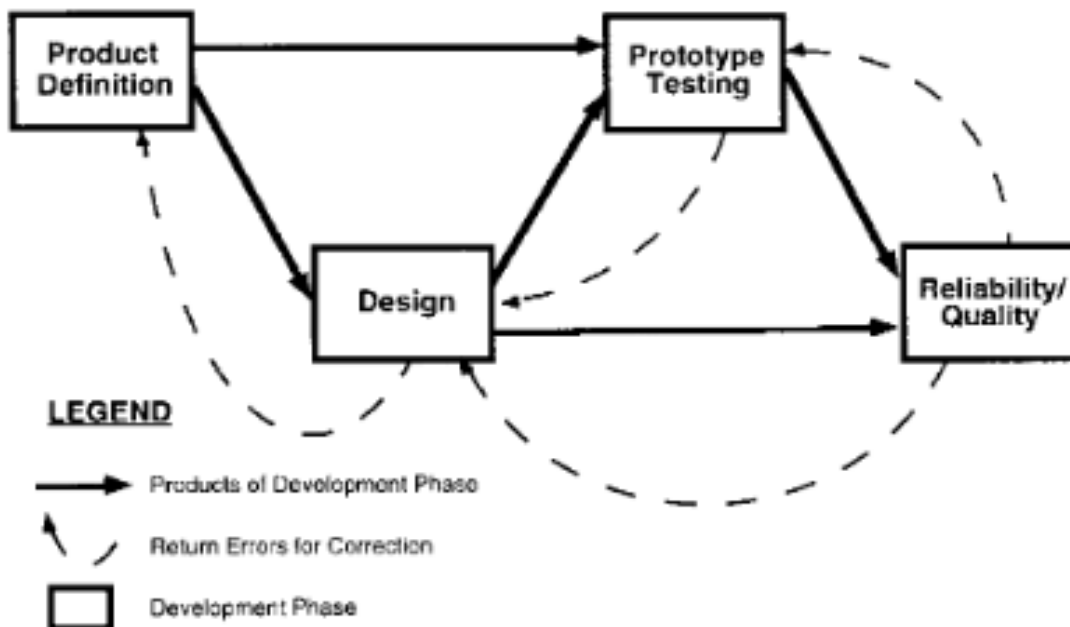 Product
Definition
Prototype
Testing
Design
Reliability/
Quality
LEGEND
Products of Development Phase
Return Errors for Correction
Development Phase